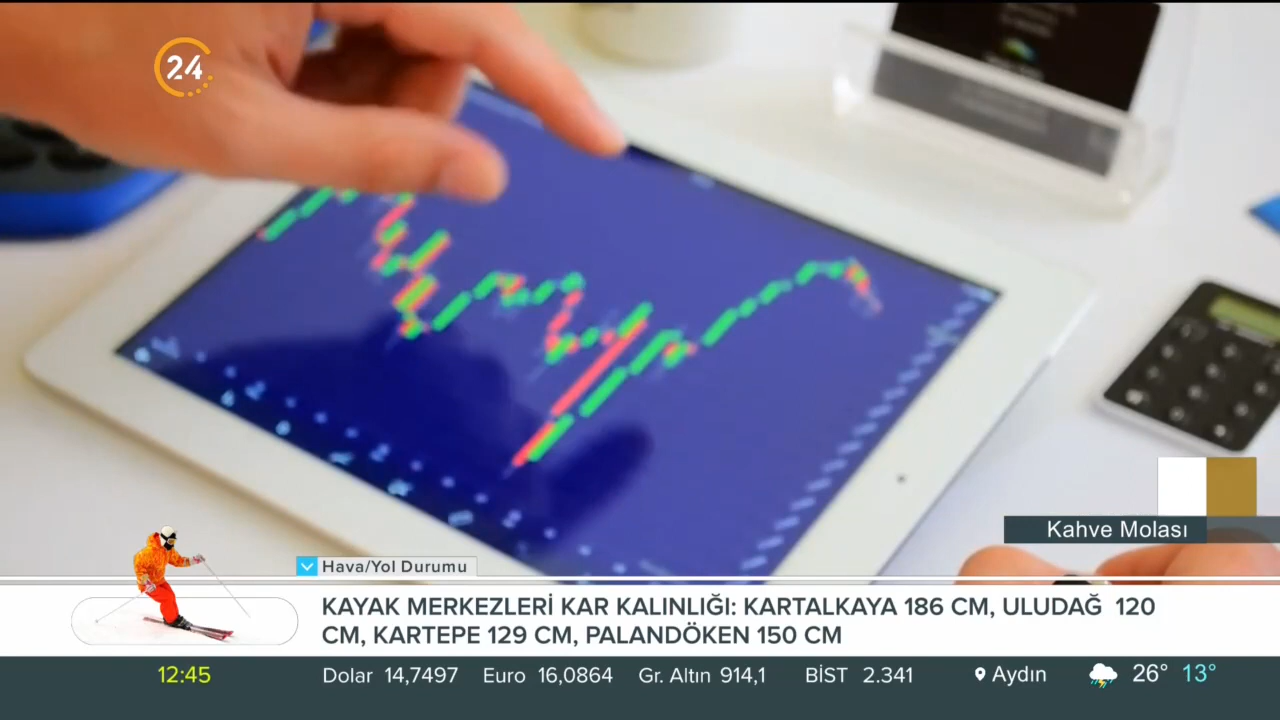 24
Kahve Molası
Hava/Yol Durumu
KAYAK MERKEZLERİ KAR KALINLIĞI: KARTALKAYA 186 CM, ULUDAĞ 120
CM, KARTEPE 129 CM, PALANDÖKEN 150 CM
12:45 Dolar 14,7497 Euro 16,0864 Gr. Altın 914,1 BİST 2.341 Aydın 26° 13°